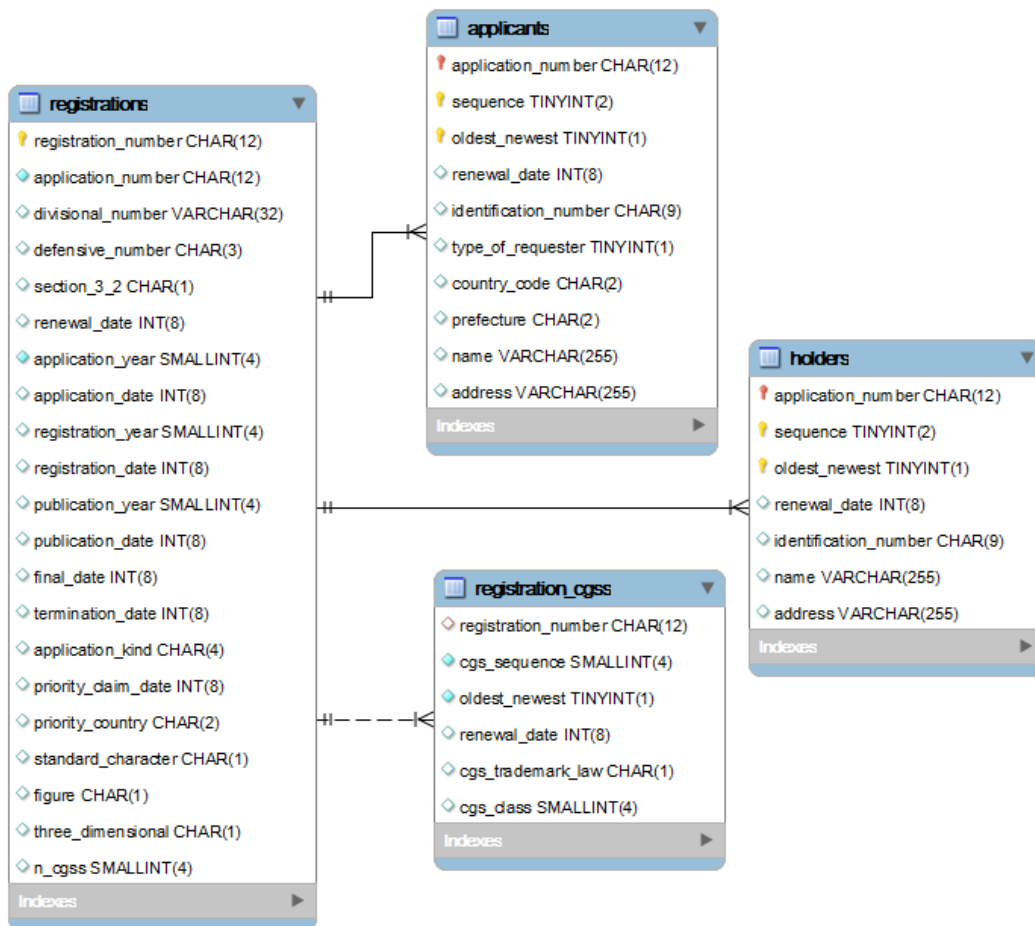 registrations
registration_number CHAR(12)
application_number CHAR(12)
divisional_number VARCHAR(32)
defensive_number CHAR(3)
section_3_2 CHAR(1)
renewal_date INT(8)
application_year SMALLINT(4)
application_date INT(8)
registration_year SMALLINT(4)
registration_date INT(8)
publication_year SMALLINT(4)
publication_date INT(8)
final_date INT(8)
termination_date INT(8)
application_kind CHAR(4)
priority_claim_date INT(8)
priority_country CHAR(2)
standard_character CHAR(1)
figure CHAR(1)
three_dimensional CHAR(1)
n_cgss SMALLINT(4)
Indexes
applicants
application_number CHAR(12)
sequence TINYINT(2)
oldest_newest TINYINT(1)
renewal_date INT(8)
identification_number CHAR(9)
type_of_requester TINYINT(1)
country_code CHAR(2)
prefecture CHAR(2)
name VARCHAR(255)
address VARCHAR(255)
Indexes
registration_cgss
registration_number CHAR(12)
cgs_sequence SMALLINT(4)
oldest_newest TINYINT(1)
renewal_date INT(8)
cgs_trademark_law CHAR(1)
cgs_class SMALLINT(4)
Indexes
holders
application_number CHAR(12)
sequence TINYINT(2)
oldest_newest TINYINT(1)
renewal_date INT(8)
identification_number CHAR(9)
name VARCHAR(255)
address VARCHAR(255)
Indexes